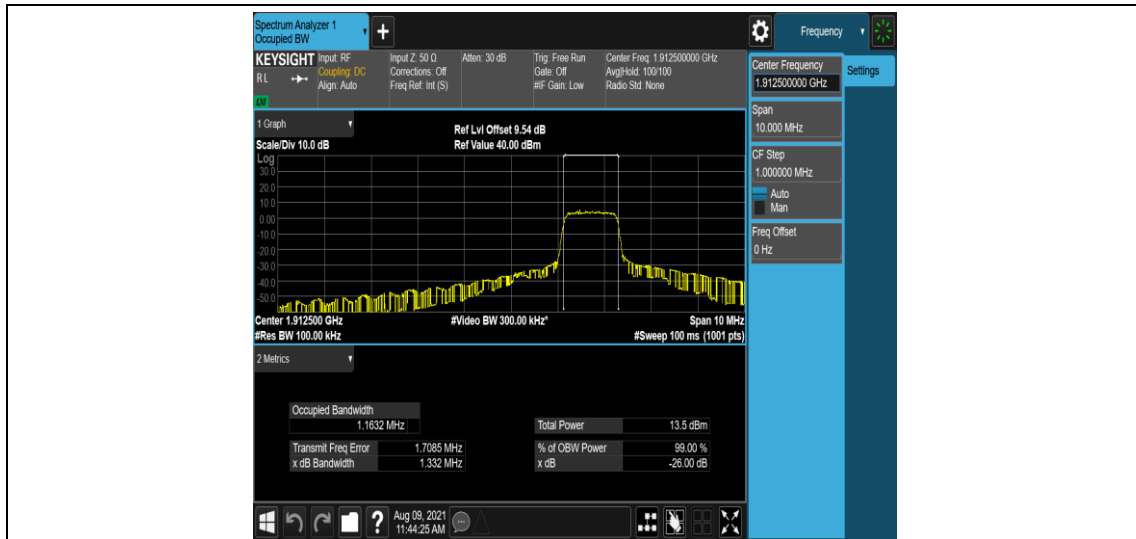 Spectrum Analyzer 1
Occupied BW
+
Frequency
KEYSIGHT Input: RF Input Z: 50 Ω Atten: 30 dB Trig: Free Run Center Freq: 1.912500000 GHz
RL Coupling: DC Corrections: Off Gate: Off Avg|Hold: 100/100
Align: Auto Freq Ref: Int (S) #IF Gain: Low Radio Std: None
Center Frequency
1.912500000 GHz
Settings
Span
10.000 MHz
CF Step
1.000000 MHz
Auto
Man
Freq Offset
0 Hz
1 Graph
Ref Lvl Offset 9.54 dB
Scale/Div 10.0 dB Ref Value 40.00 dBm
Log
30.0
20.0
10.0
0.00
-10.0
-20.0
-30.0
-40.0
-50.0
Center 1.912500 GHz #Video BW 300.00 kHz* Span 10 MHz
#Res BW 100.00 kHz #Sweep 100 ms (1001 pts)
2 Metrics
Occupied Bandwidth
1.1632 MHz Total Power 13.5 dBm
Transmit Freq Error 1.7085 MHz % of OBW Power 99.00 %
x dB Bandwidth 1.332 MHz x dB -26.00 dB
? Aug 09, 2021
11:44:25 AM